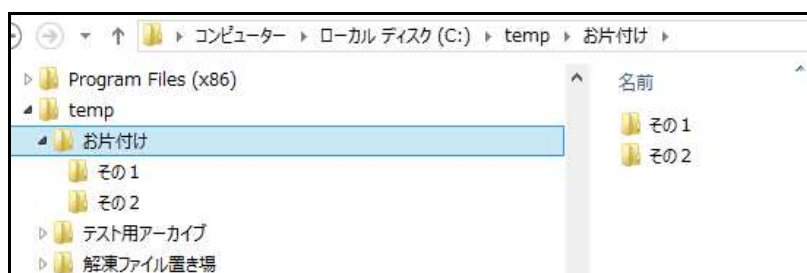 コンピューター ローカル ディスク (C:) temp お片付け
Program Files (x86)
temp
お片付け
その1
その2
テスト用アーカイブ
解凍ファイル置き場
名前
その1
その2